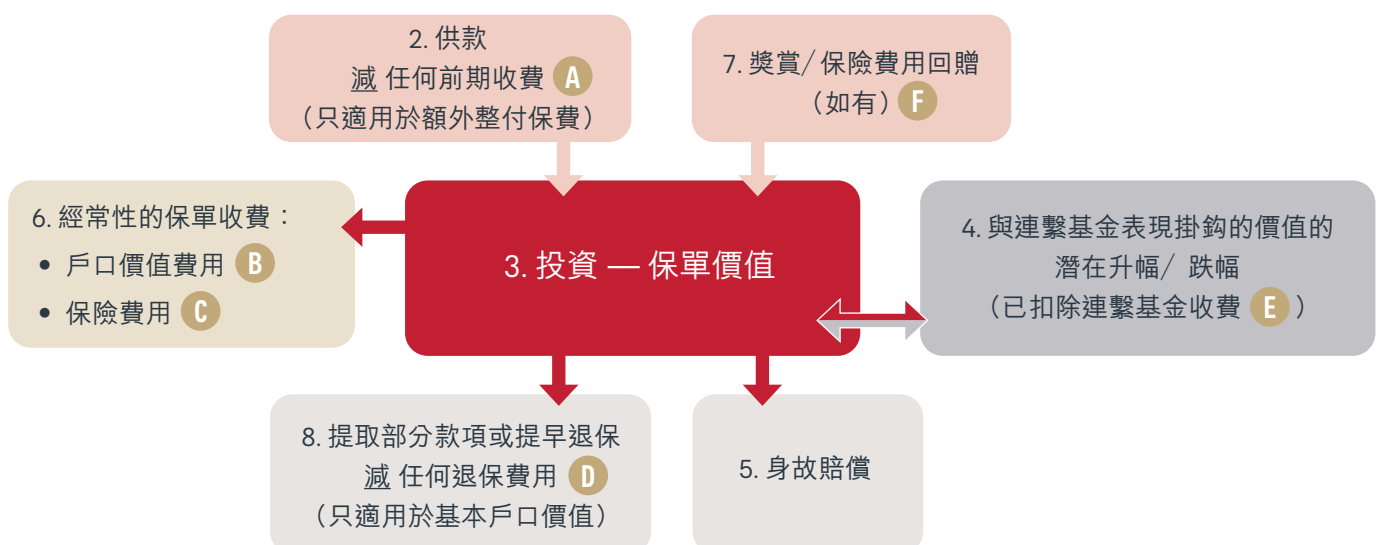 2. 供款
減 任何前期收費 A
（只適用於額外整付保費）
7. 獎賞/ 保險費用回贈
（如有） F
6. 經常性的保單收費：
• 戶口價值費用 B
• 保險費用 C
3. 投資 — 保單價值
4. 與連繫基金表現掛鈎的價值的
潛在升幅/ 跌幅
（已扣除連繫基金收費 E ）
8. 提取部分款項或提早退保
減 任何退保費用 D
（只適用於基本戶口價值）
5. 身故賠償